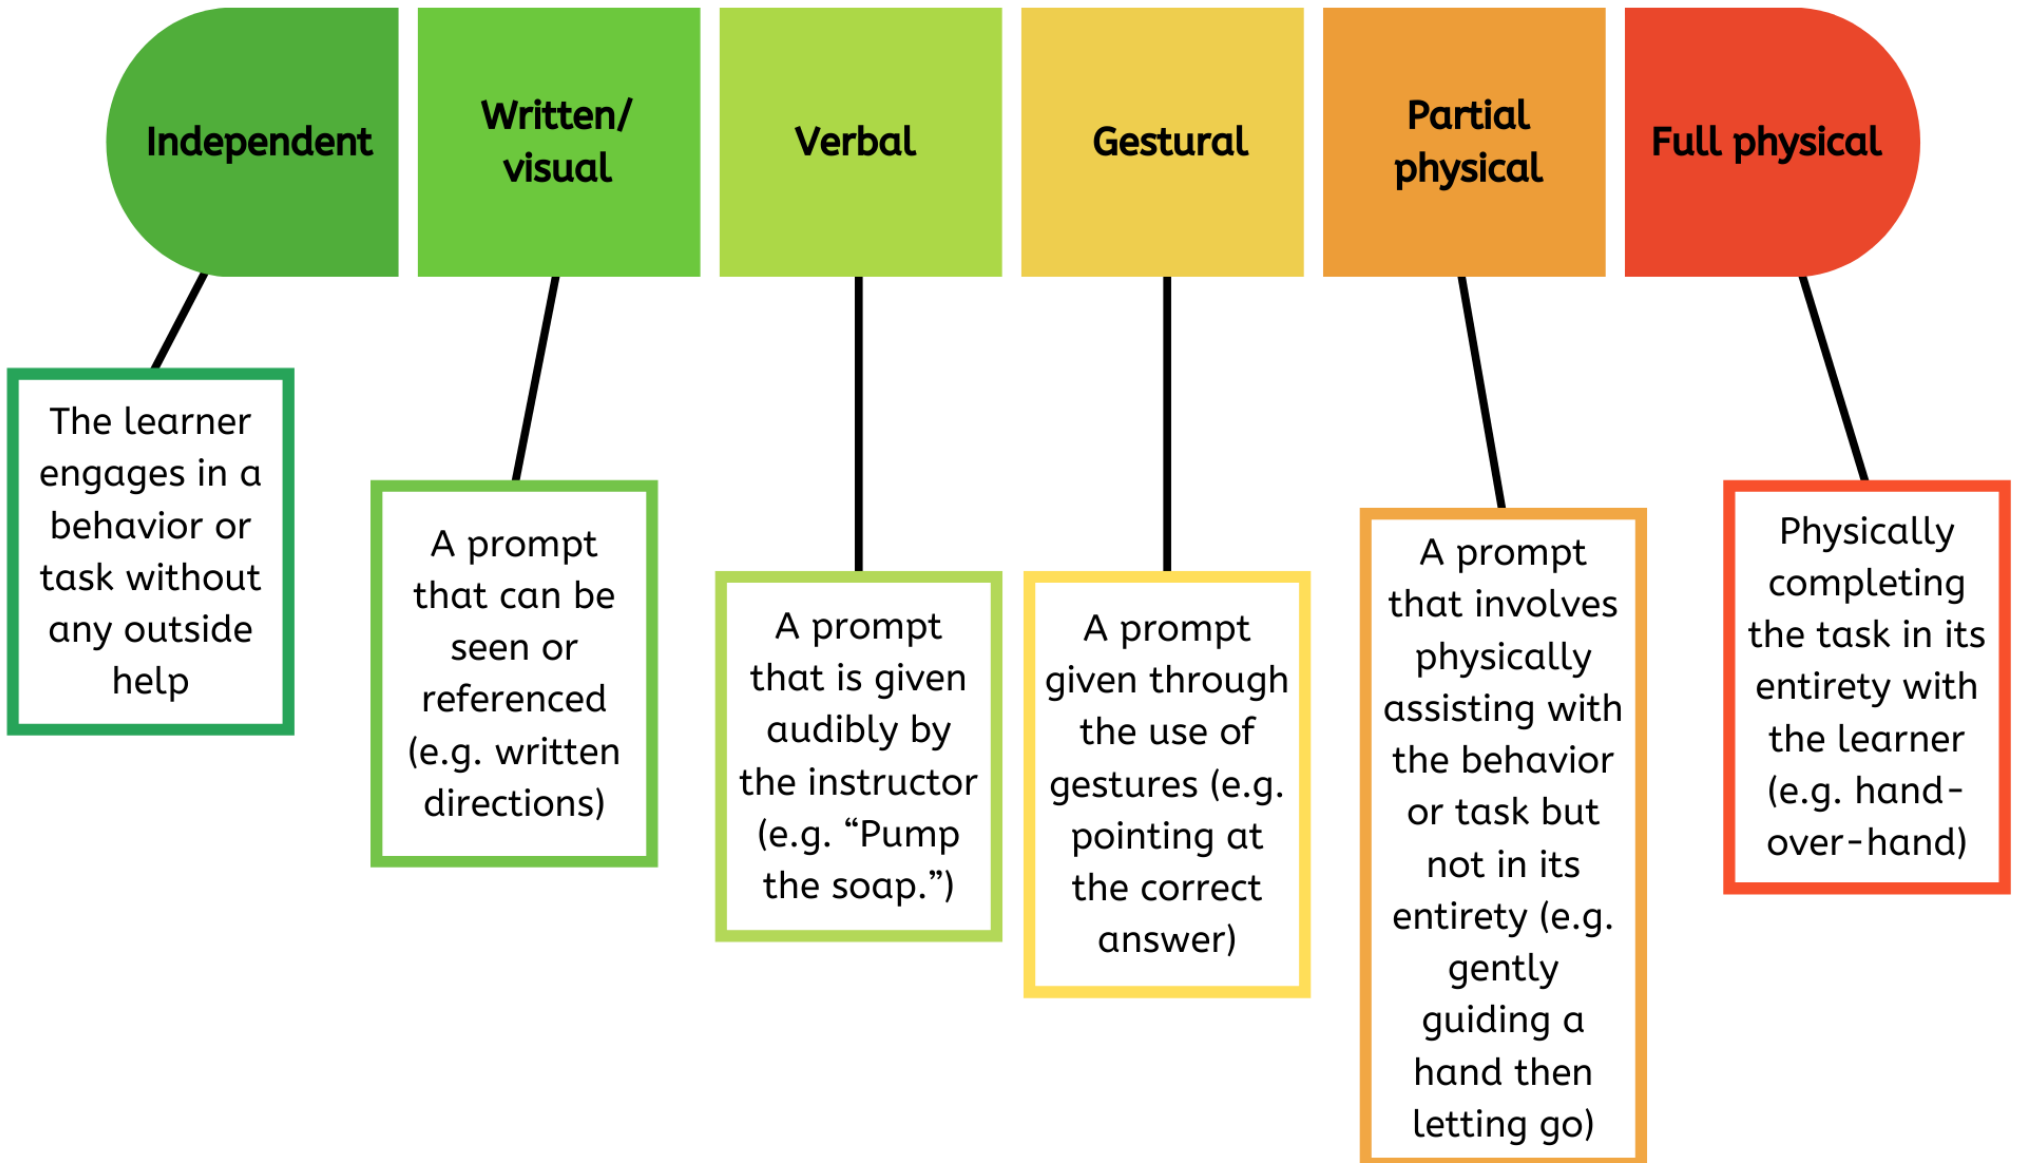 Independent
Written/
visual
Verbal
Gestural
Partial
physical
Full physical
The learner
engages in a
behavior or
task without
any outside
help
A prompt
that can be
seen or
referenced
(e.g. written
directions)
A prompt
that is given
audibly by
the instructor
(e.g. “Pump
the soap.”)
A prompt
given through
the use of
gestures (e.g.
pointing at
the correct
answer)
A prompt
that involves
physically
assisting with
the behavior
or task but
not in its
entirety (e.g.
gently
guiding a
hand then
letting go)
Physically
completing
the task in its
entirety with
the learner
(e.g. hand-
over-hand)